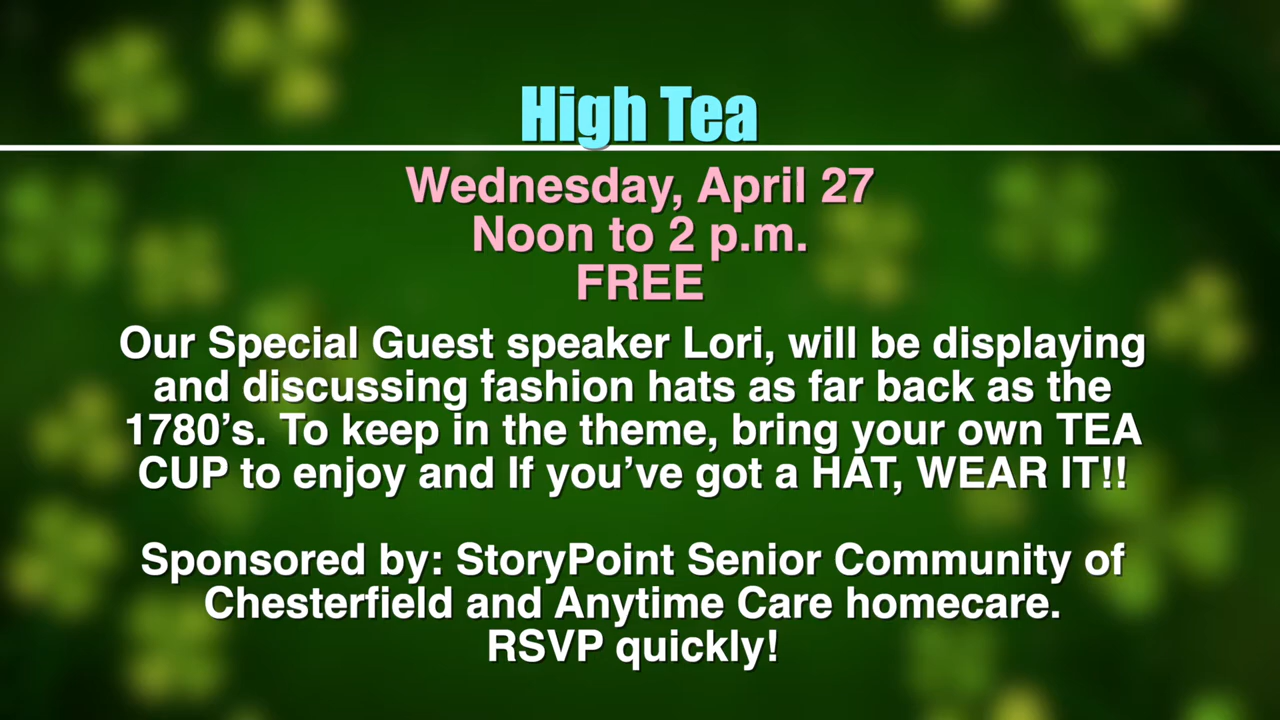 High Tea
Wednesday, April 27
Noon to 2 p.m.
FREE
Our Special Guest speaker Lori, will be displaying
and discussing fashion hats as far back as the
1780’s. To keep in the theme, bring your own TEA
CUP to enjoy and If you’ve got a HAT, WEAR IT!!
Sponsored by: StoryPoint Senior Community of
Chesterfield and Anytime Care homecare.
RSVP quickly!